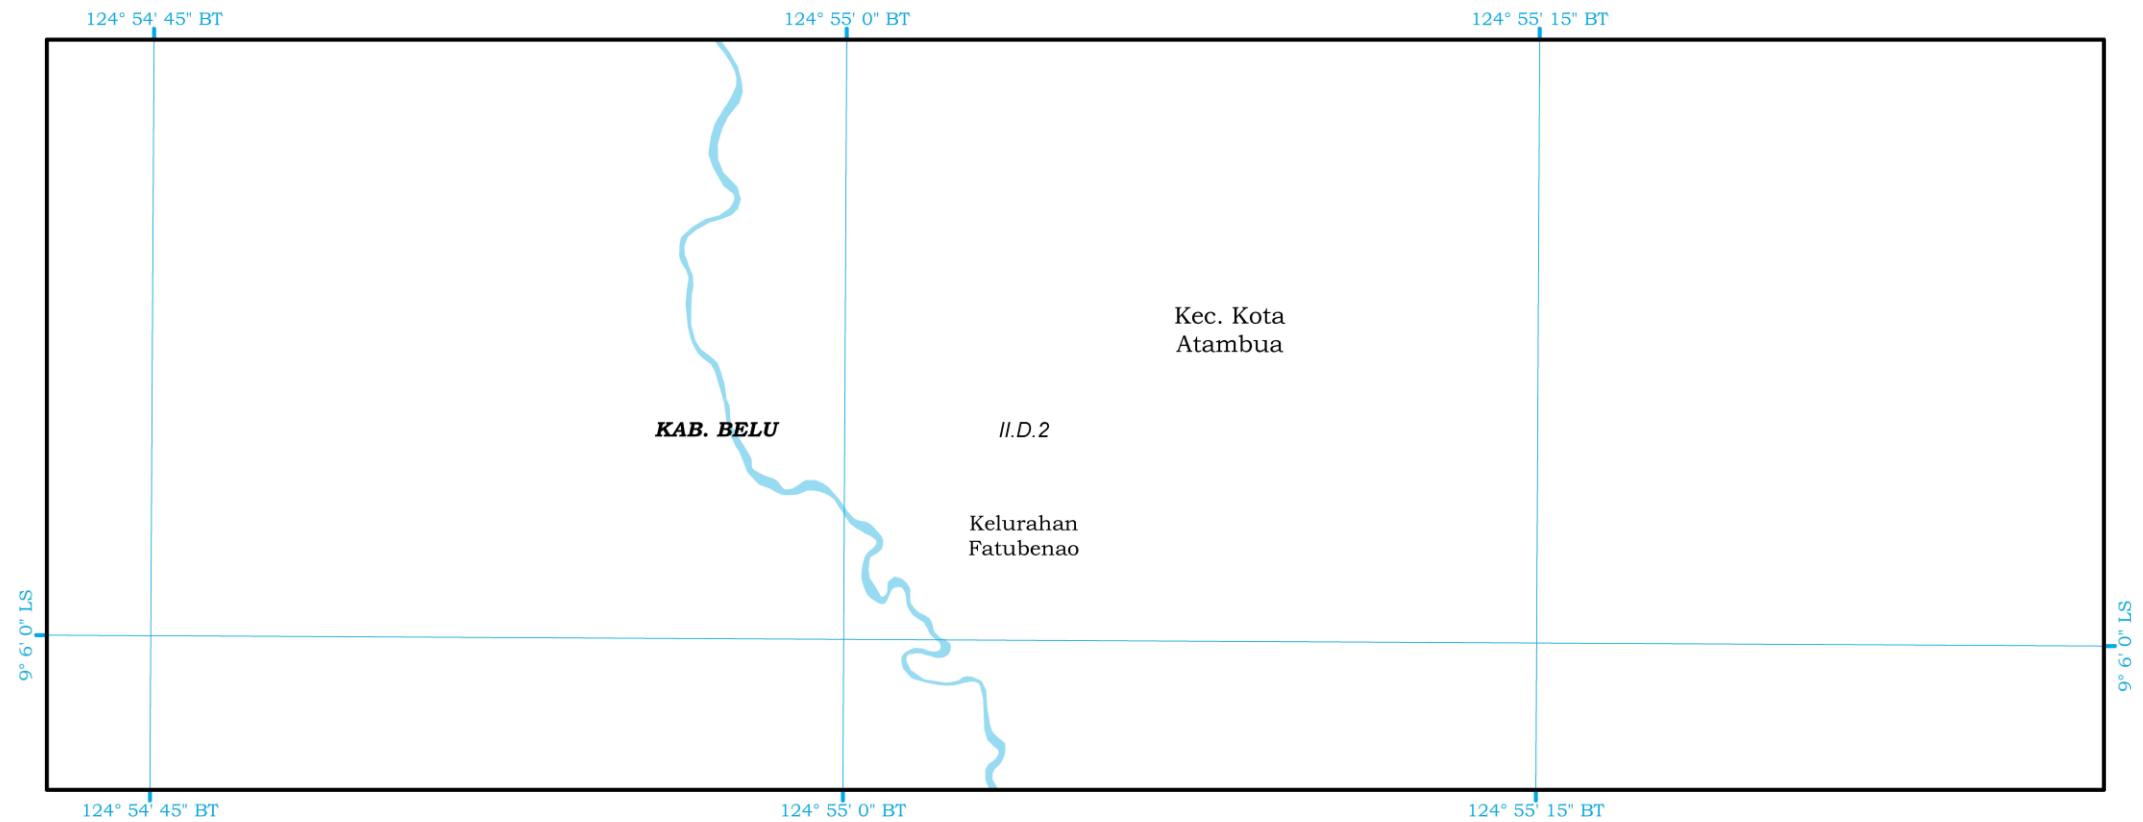 124° 54' 45" BT
124° 55' 0" BT
124° 55' 15" BT
Kec. Kota
Atambua
KAB. BELU
II.D.2
Kelurahan
Fatubenao
9° 6' 0" LS
9° 6' 0" LS
124° 54' 45" BT
124° 55' 0" BT
124° 55' 15" BT